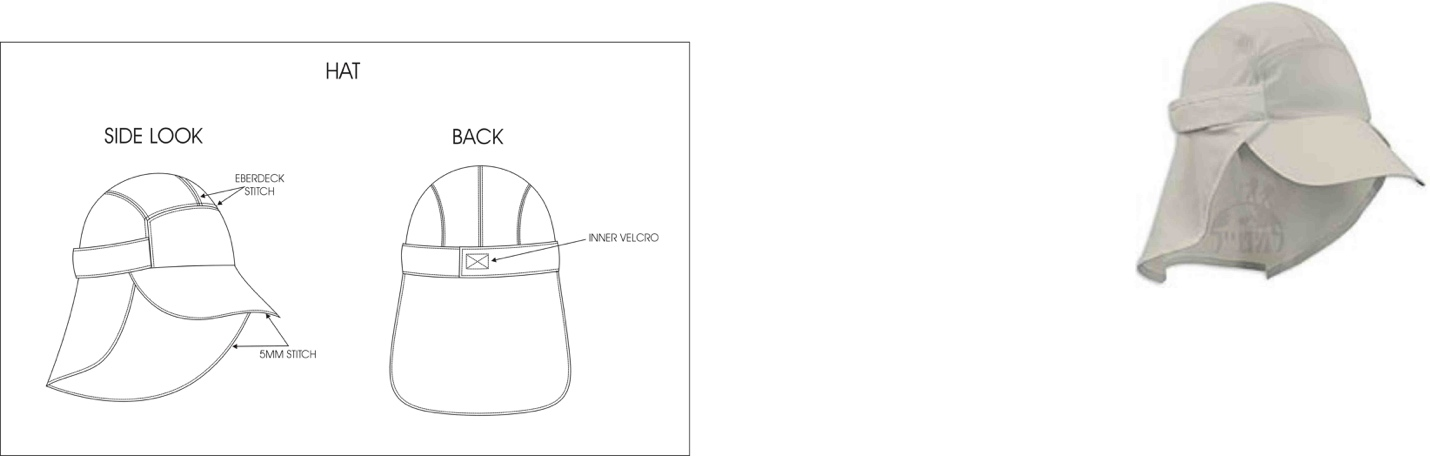 HAT
SIDE LOOK
BACK
EBERDECK
STITCH
INNER VELCRO
5MM STITCH